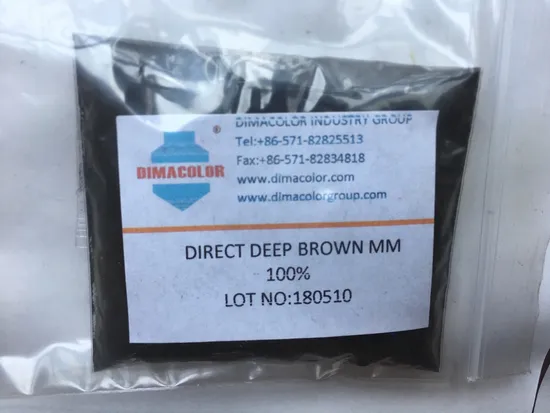 DIMACOLOR INDUSTRY GROUP
Tel:+86-571-82825513
Fax:+86-571-82834818
www.dimacolor.com
www.dimacolorgroup.com
®
DIMACOLOR
DIRECT DEEP BROWN MM
100%
LOT NO:180510